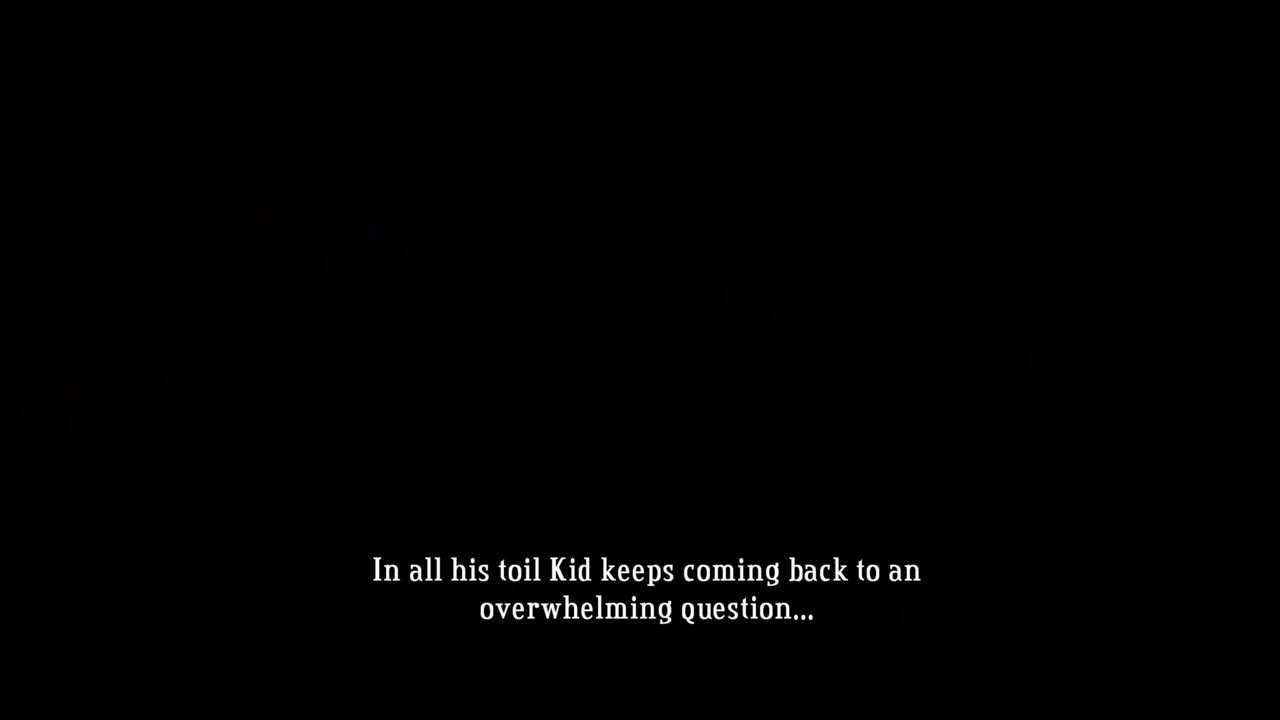 In all his toil Kid keeps coming back to an
overwhelming question...